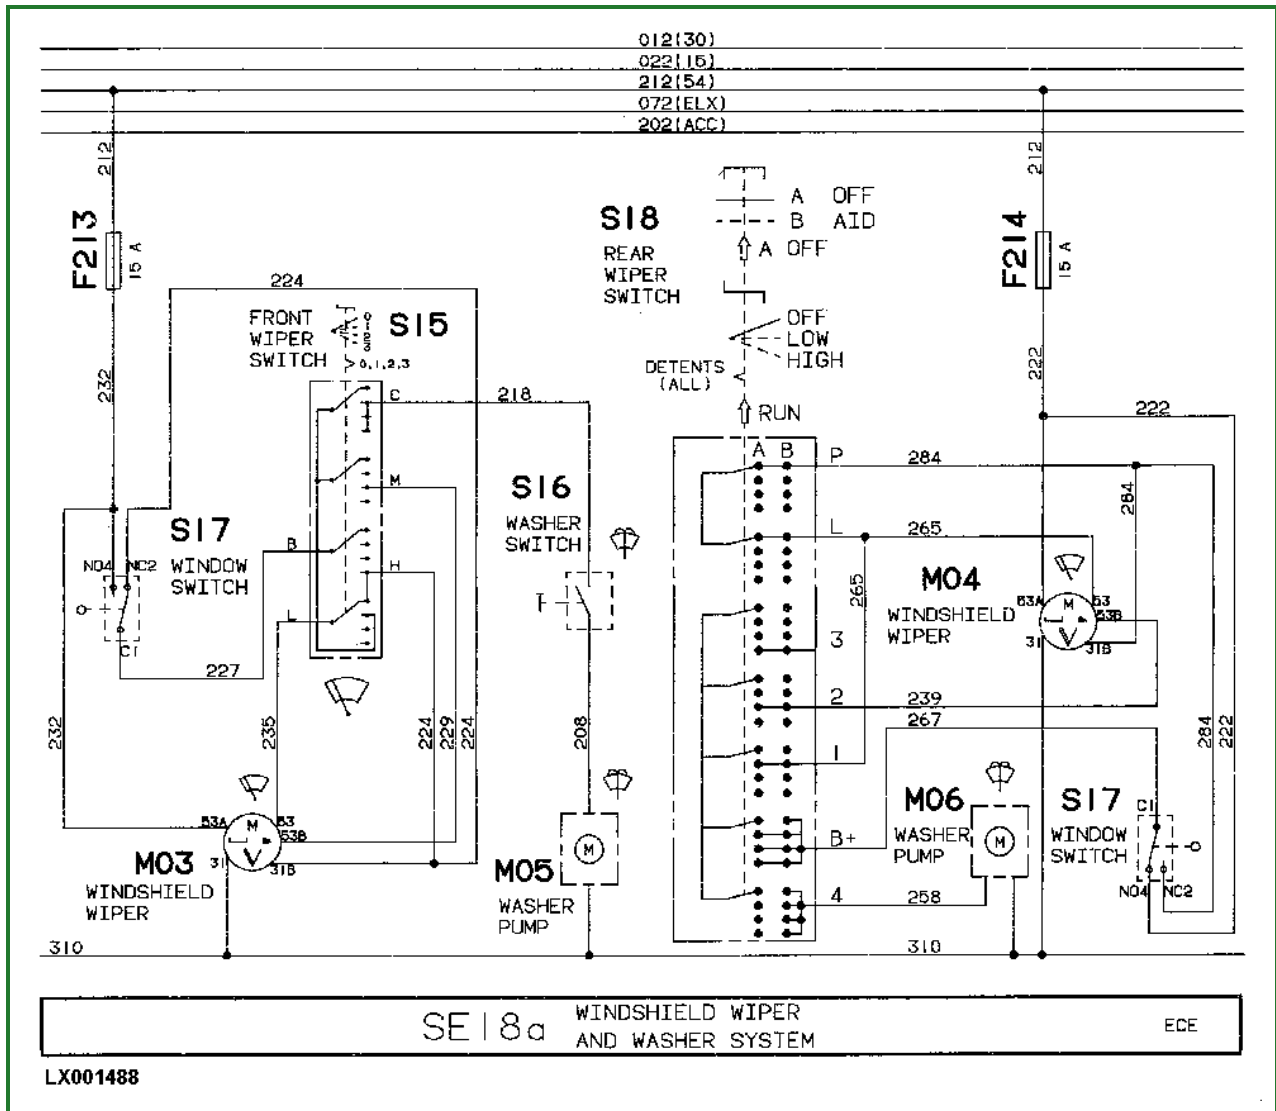 012(30)
022(15)
212(54)
072(ELX)
202(ACC)
212
212
F213
15 A
S18
REAR
WIPER
SWITCH
A OFF
B AID
A OFF
F214
15 A
224
FRONT
WIPER
SWITCH
S15
0,1,2,3
OFF
LOW
HIGH
DETENTS
(ALL)
RUN
232
222
C
218
222
A B
P
284
M
S16
WASHER
SWITCH
284
S17
WINDOW
SWITCH
L
265
B
H
NO4
NC2
265
M04
WINDSHIELD
WIPER
53A
M
53
53B
31
31B
L
C1
3
227
2
239
267
232
235
224
229
224
208
1
284
222
53A
M
53
53B
31
31B
M03
WINDSHIELD
WIPER
M05
WASHER
PUMP
M
B+
M06
WASHER
PUMP
M
S17
WINDOW
SWITCH
C1
NO4
NC2
4
258
310
310
SE18a
WINDSHIELD WIPER
AND WASHER SYSTEM
ECE
LX001488